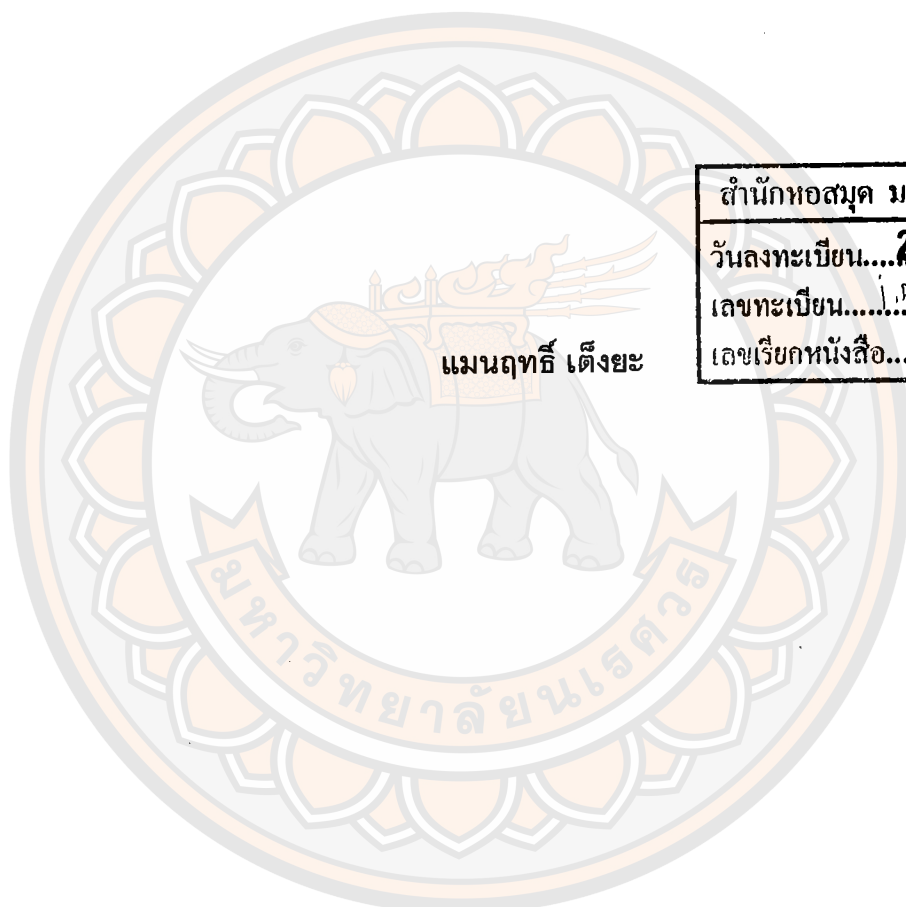 สำนักหอสมุด ม
วันลงทะเบียน....2
เลขทะเบียน........
แมนฤทธิ์ เต็งยะ
เลขเรียกหนังสือ..
มหาวิทยาลัยนเรศวร